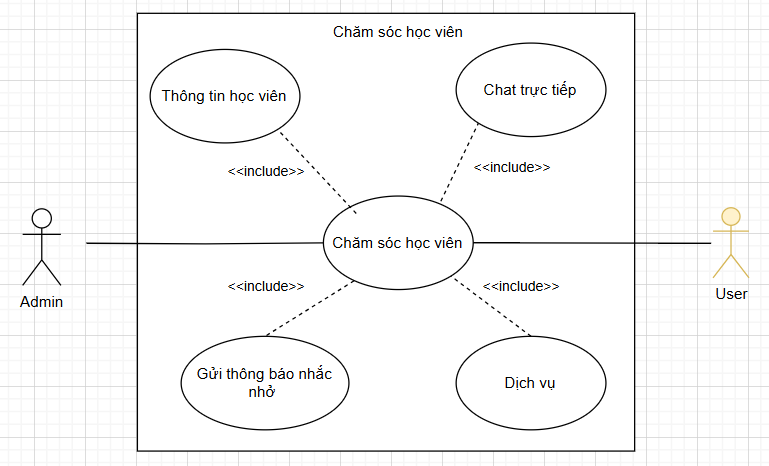 Chăm sóc học viên
Thông tin học viên
Chat trực tiếp
<<include>>
<<include>>
Chăm sóc học viên
Admin
User
<<include>>
<<include>>
Gửi thông báo nhắc
nhở
Dịch vụ